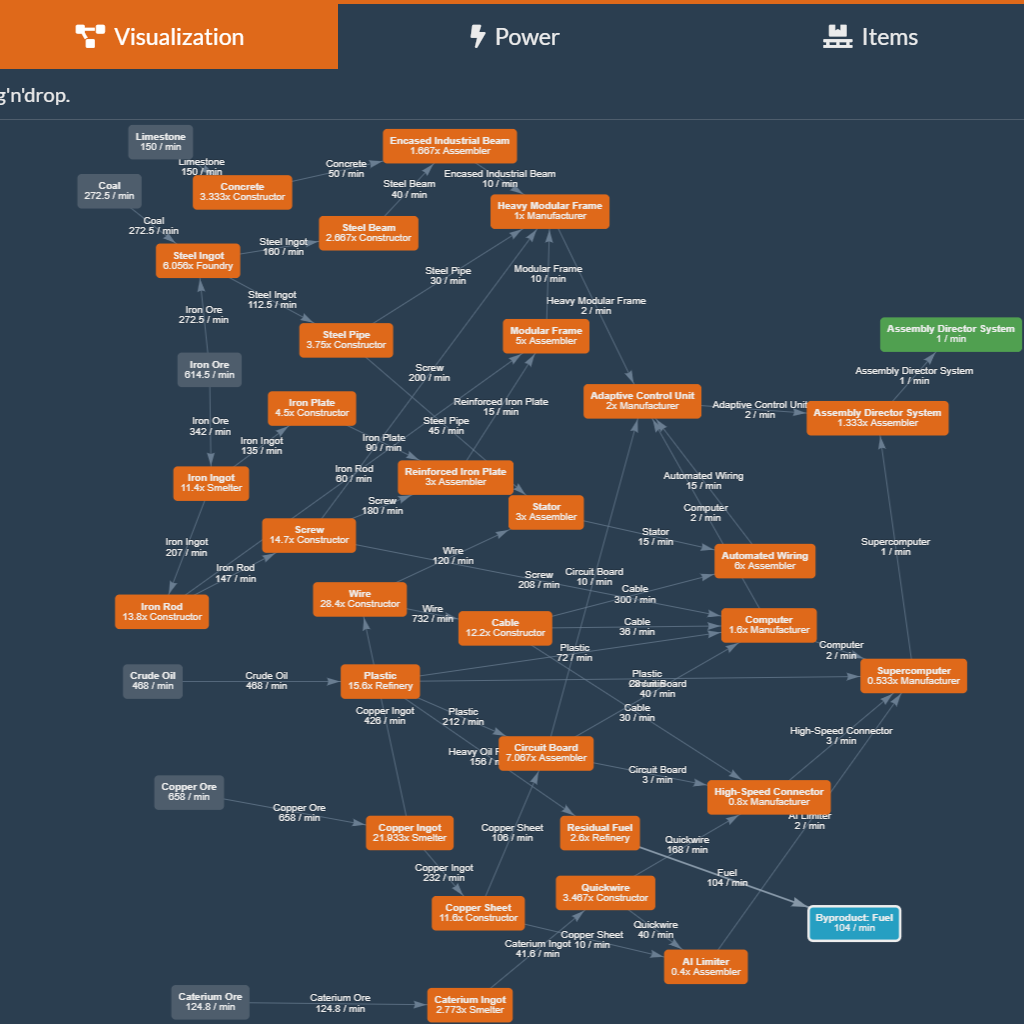 Visualization
Power
Items
g'n'drop.
Limestone
150 / min
Limestone
150 / min
Coal
272.5 / min
Coal
272.5 / min
Concrete
3.333x Constructor
Concrete
50 / min
Encased Industrial Beam
1.667x Assembler
Steel Beam
40 / min
Encased Industrial Beam
10 / min
Heavy Modular Frame
1x Manufacturer
Steel Beam
2.667x Constructor
Steel Ingot
160 / min
Steel Ingot
6.056x Foundry
Steel Ingot
112.5 / min
Steel Pipe
30 / min
Modular Frame
10 / min
Heavy Modular Frame
2 / min
Iron Ore
272.5 / min
Steel Pipe
3.75x Constructor
Modular Frame
5x Assembler
Assembly Director System
1 / min
Iron Ore
614.5 / min
Screw
200 / min
Assembly Director System
1 / min
Iron Plate
4.5x Constructor
Reinforced Iron Plate
15 / min
Adaptive Control Unit
2x Manufacturer
Adaptive Control Unit
2 / min
Assembly Director System
1.333x Assembler
Iron Ore
342 / min
Iron Ingot
135 / min
Iron Plate
90 / min
Steel Pipe
45 / min
Iron Ingot
11.4x Smelter
Iron Rod
60 / min
Reinforced Iron Plate
3x Assembler
Automated Wiring
15 / min
Screw
180 / min
Stator
3x Assembler
Computer
2 / min
Screw
14.7x Constructor
Stator
15 / min
Supercomputer
1 / min
Iron Ingot
207 / min
Iron Rod
147 / min
Wire
120 / min
Automated Wiring
6x Assembler
Screw
208 / min
Circuit Board
10 / min
Iron Rod
13.8x Constructor
Wire
28.4x Constructor
Wire
732 / min
Cable
300 / min
Cable
12.2x Constructor
Cable
36 / min
Computer
1.6x Manufacturer
Plastic
72 / min
Computer
2 / min
Crude Oil
468 / min
Crude Oil
468 / min
Plastic
15.6x Refinery
Plastic
40 / min
Supercomputer
0.533x Manufacturer
Copper Ingot
426 / min
Plastic
212 / min
Cable
30 / min
Heavy Oil
156 /
Circuit Board
7.067x Assembler
High-Speed Connector
3 / min
Circuit Board
3 / min
Copper Ore
658 / min
Copper Ore
658 / min
High-Speed Connector
0.8x Manufacturer
AI Limiter
2 / min
Copper Ingot
21.933x Smelter
Copper Sheet
106 / min
Residual Fuel
2.6x Refinery
Quickwire
168 / min
Copper Ingot
232 / min
Fuel
104 / min
Quickwire
3.467x Constructor
Copper Sheet
11.6x Constructor
Byproduct: Fuel
104 / min
Quickwire
40 / min
Copper Sheet
10 / min
Caterium Ingot
41.6 / min
AI Limiter
0.4x Assembler
Caterium Ore
124.8 / min
Caterium Ore
124.8 / min
Caterium Ingot
2.773x Smelter